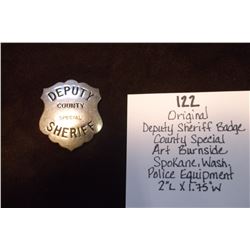 DEPUTY
COUNTY
SPECIAL
SHERIFF
122
Original
Deputy Sheriff Badge
County Special
Art Burnside
Spokane, Wash.
Police Equipment
2"L X 1.75"W